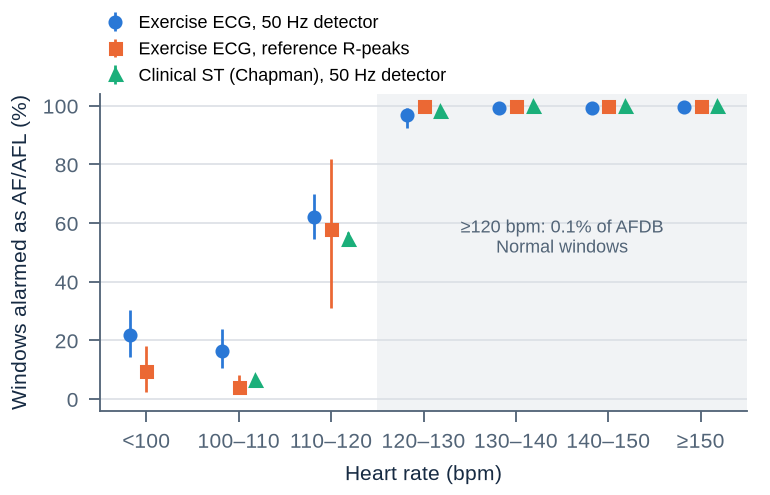 Exercise ECG, 50 Hz detector
Exercise ECG, reference R-peaks
Clinical ST (Chapman), 50 Hz detector
Windows alarmed as AF/AFL (%)
100
80
60
40
20
0
≥120 bpm: 0.1% of AFDB
Normal windows
<100
100–110
110–120
120–130
130–140
140–150
≥150
Heart rate (bpm)